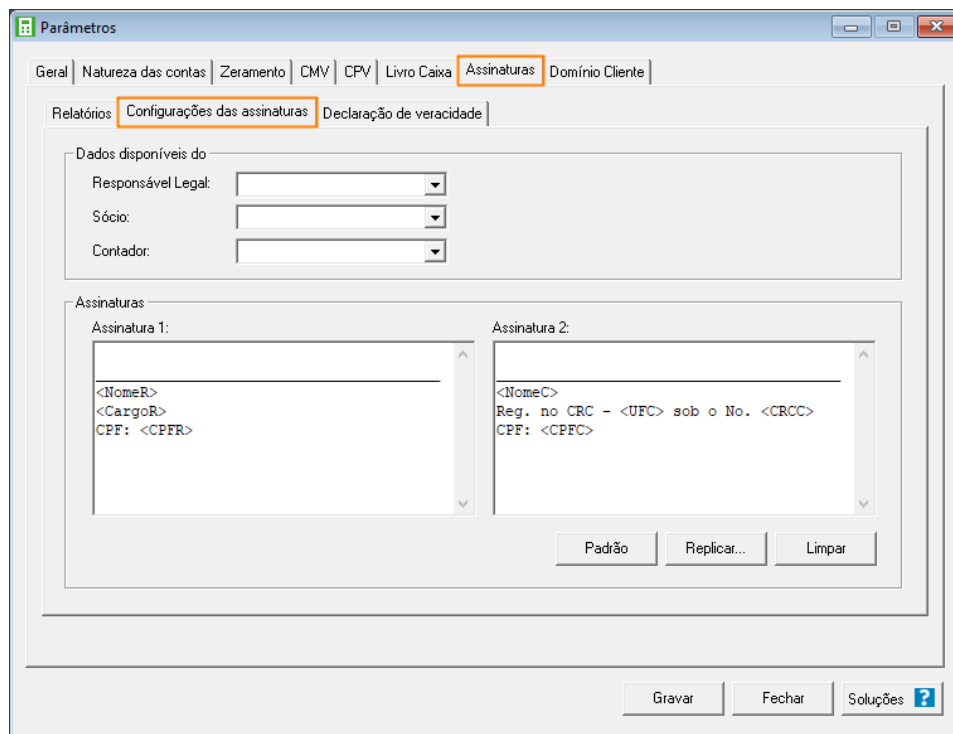 Parâmetros
Geral Natureza das contas Zeramento CMV CPV Livro Caixa Assinaturas Domínio Cliente
Relatórios Configurações das assinaturas Declaração de veracidade
Dados disponíveis do
Responsável Legal:
Sócio:
Contador:
Assinaturas
Assinatura 1: Assinatura 2:
<NomeR> <NomeC>
<CargoR> Reg. no CRC - <UFC> sob o No. <CRCC>
CPF: <CPFR> CPF: <CPFC>
Padrão Replicar... Limpar
Gravar Fechar Soluções ?